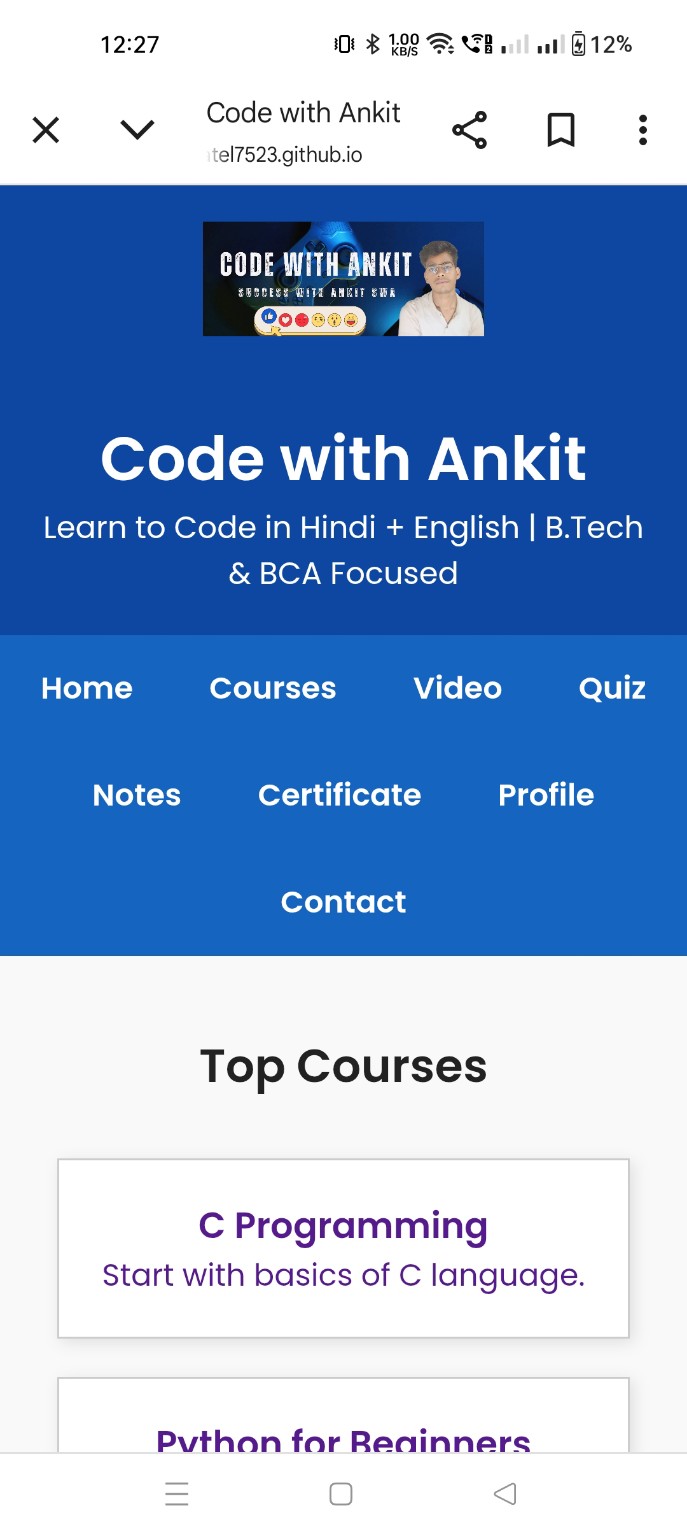 12:27
1.00 KB/S
12%
Code with Ankit
tel7523.github.io
CODE WITH ANKIT
SUCCESS WITH ANKIT SWA
Code with Ankit
Learn to Code in Hindi + English | B.Tech
& BCA Focused
Home Courses Video Quiz
Notes Certificate Profile
Contact
Top Courses
C Programming
Start with basics of C language.
Python for Beginners